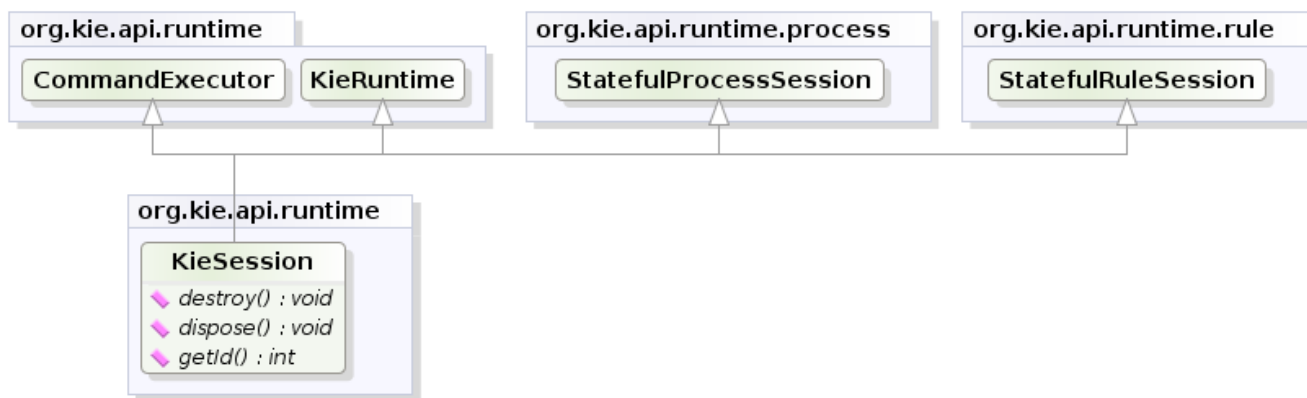 org.kie.api.runtime
CommandExecutor
KieRuntime
org.kie.api.runtime.process
StatefulProcessSession
org.kie.api.runtime.rule
StatefulRuleSession
org.kie.api.runtime
KieSession
destroy() : void
dispose() : void
getId() : int